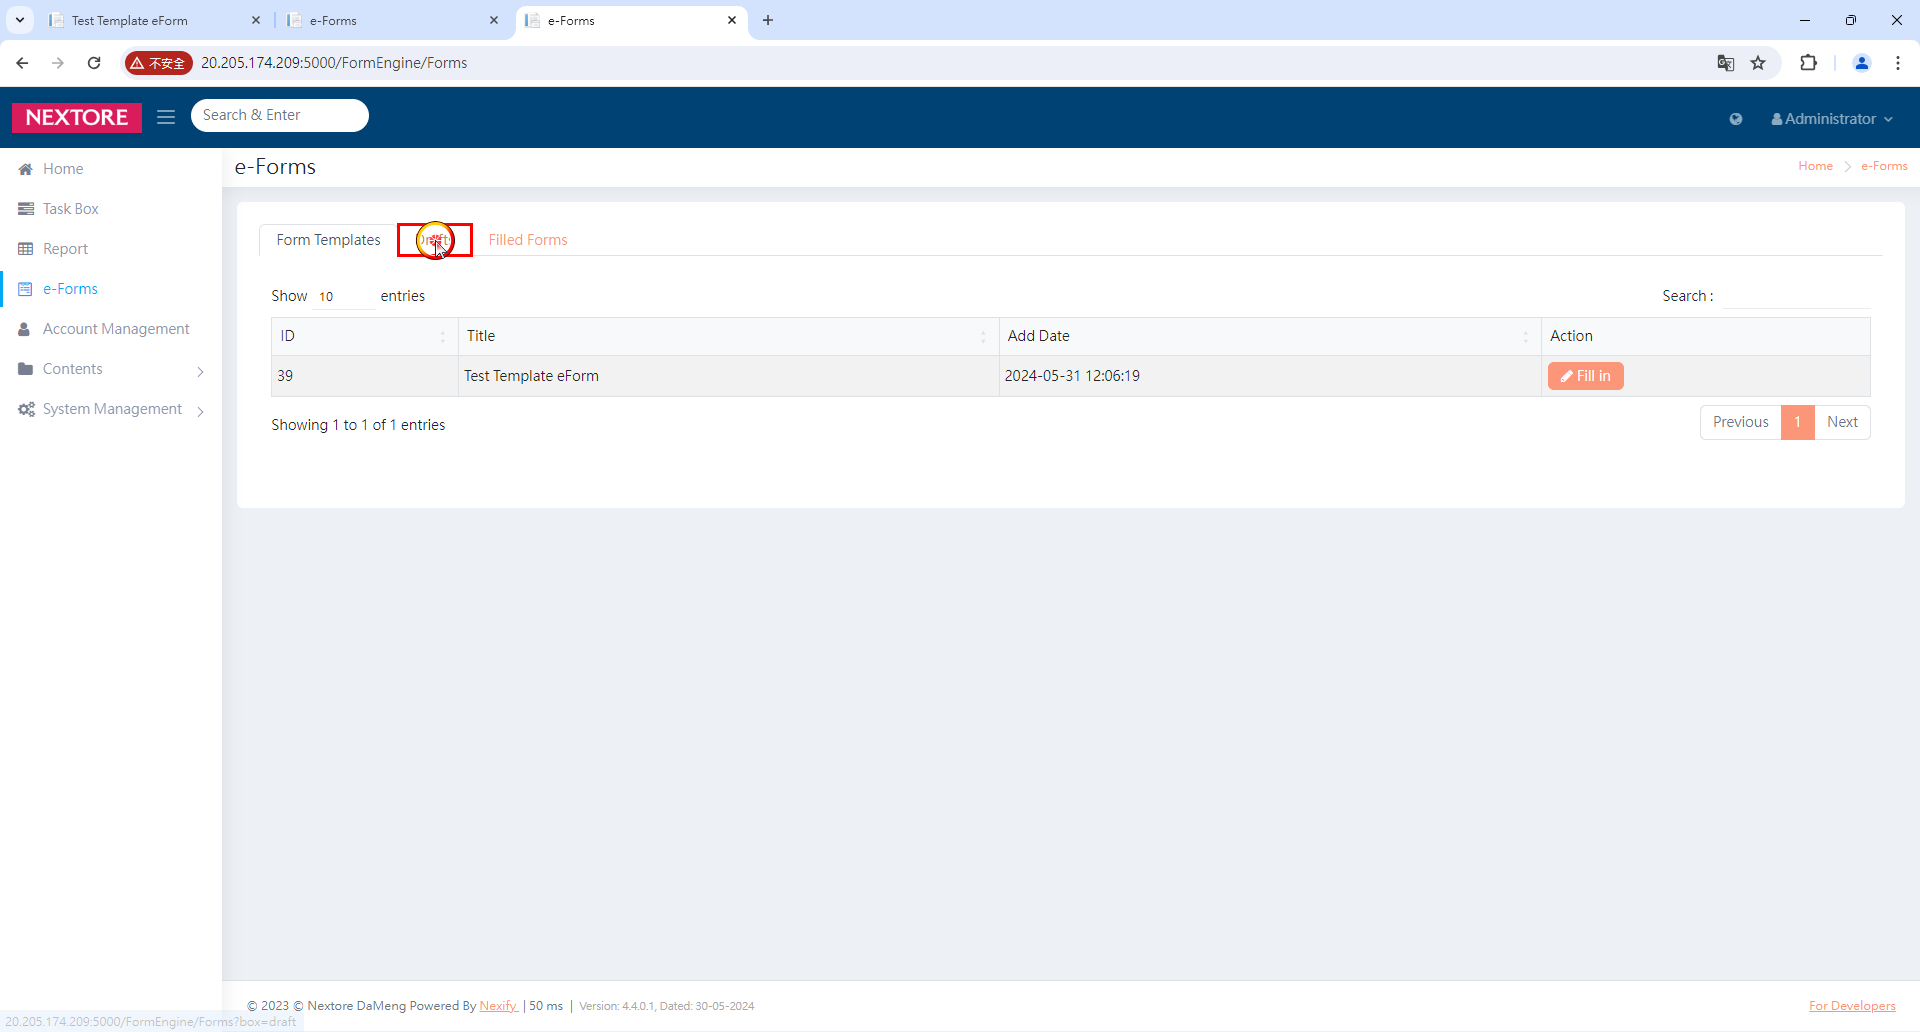 Test Template eForm
e-Forms
e-Forms
不安全
20.205.174.209:5000/FormEngine/Forms
NEXTORE
Search & Enter
Administrator
Home
Task Box
Report
e-Forms
Account Management
Contents
System Management
e-Forms
Home
e-Forms
Form Templates
Filled Forms
Show 10 entries
Search :
ID Title Add Date Action
39 Test Template eForm 2024-05-31 12:06:19 Fill in
Showing 1 to 1 of 1 entries
Previous 1 Next
© 2023 © Nextore DaMeng Powered By Nexify | 50 ms | Version: 4.4.0.1, Dated: 30-05-2024
For Developers
20.205.174.209:5000/FormEngine/Forms?box=draft